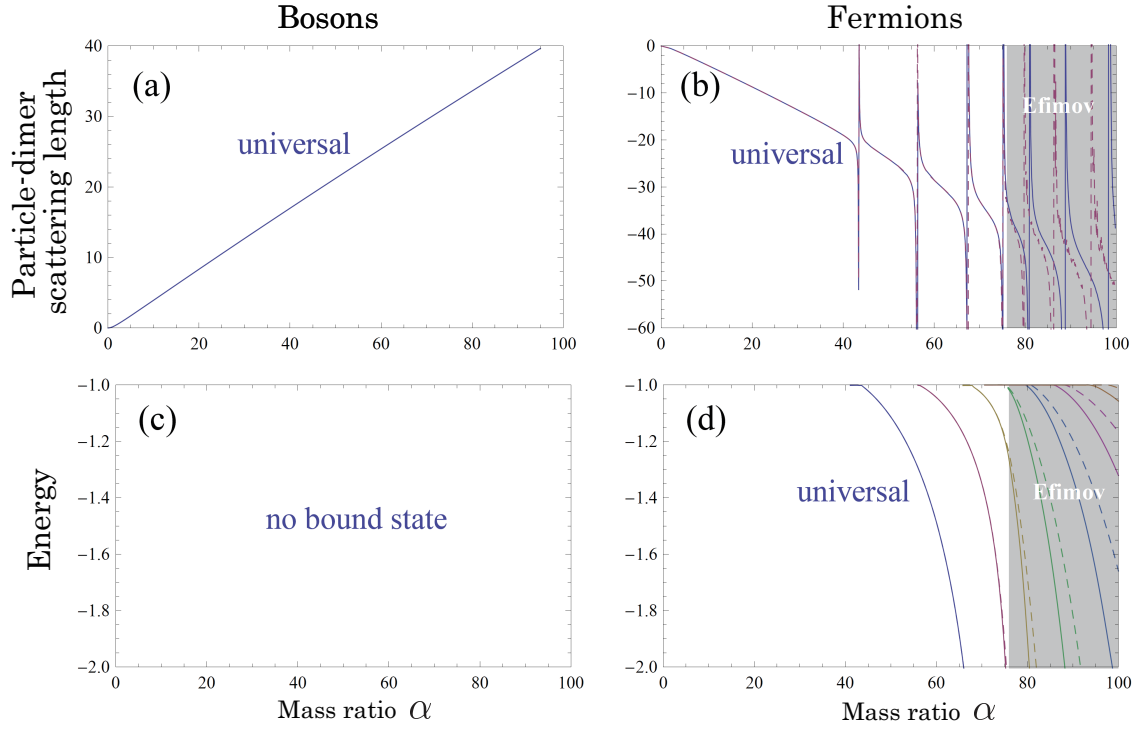 Bosons
Fermions
Particle-dimer
scattering length
40
30
20
10
0
(a)
universal
0 20 40 60 80 100
0
−10
−20
−30
−40
−50
−60
(b)
Efimov
universal
0 20 40 60 80 100
Energy
−1.0
−1.2
−1.4
−1.6
−1.8
−2.0
(c)
no bound state
0 20 40 60 80 100
Mass ratio α
−1.0
−1.2
−1.4
−1.6
−1.8
−2.0
(d)
universal
Efimov
0 20 40 60 80 100
Mass ratio α